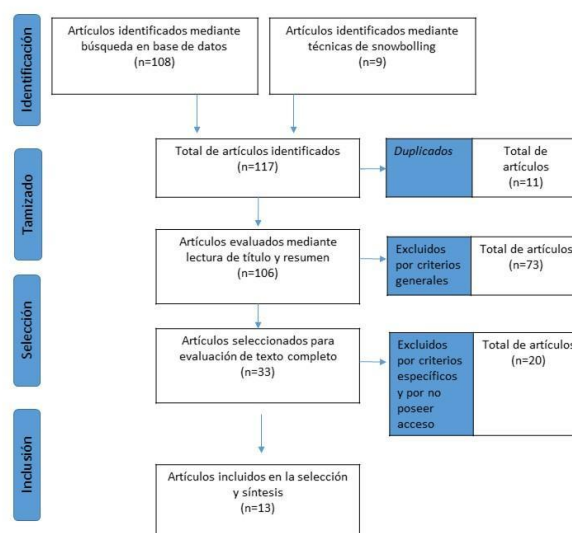 Identificación
Artículos identificados mediante
búsqueda en base de datos
(n=108)
Artículos identificados mediante
técnicas de snowbolling
(n=9)
Tamizado
Total de artículos identificados
(n=117)
Duplicados
Total de
artículos
(n=11)
Artículos evaluados mediante
lectura de título y resumen
(n=106)
Excluidos
por criterios
generales
Total de artículos
(n=73)
Selección
Artículos seleccionados para
evaluación de texto completo
(n=33)
Excluidos
por criterios
específicos
y por no
poseer
acceso
Total de artículos
(n=20)
Inclusión
Artículos incluidos en la selección
y síntesis
(n=13)